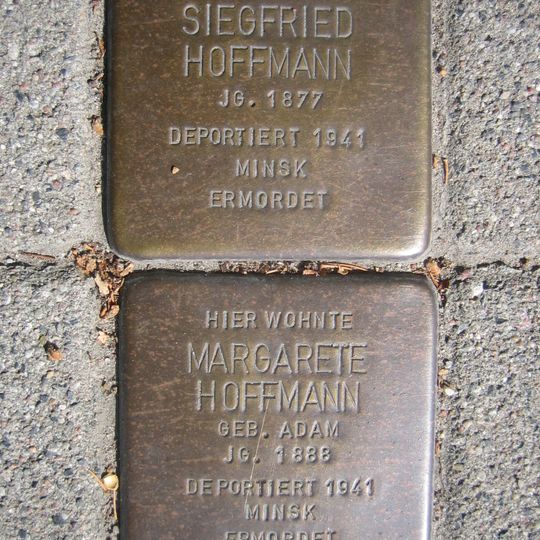 SIEGFRIED
HOFFMANN
JG. 1877
DEPORTIERT 1941
MINSK
ERMORDET
HIER WOHNTE
MARGARETE
HOFFMANN
GEB. ADAM
JG. 1888
DEPORTIERT 1941
MINSK
ERMORDET